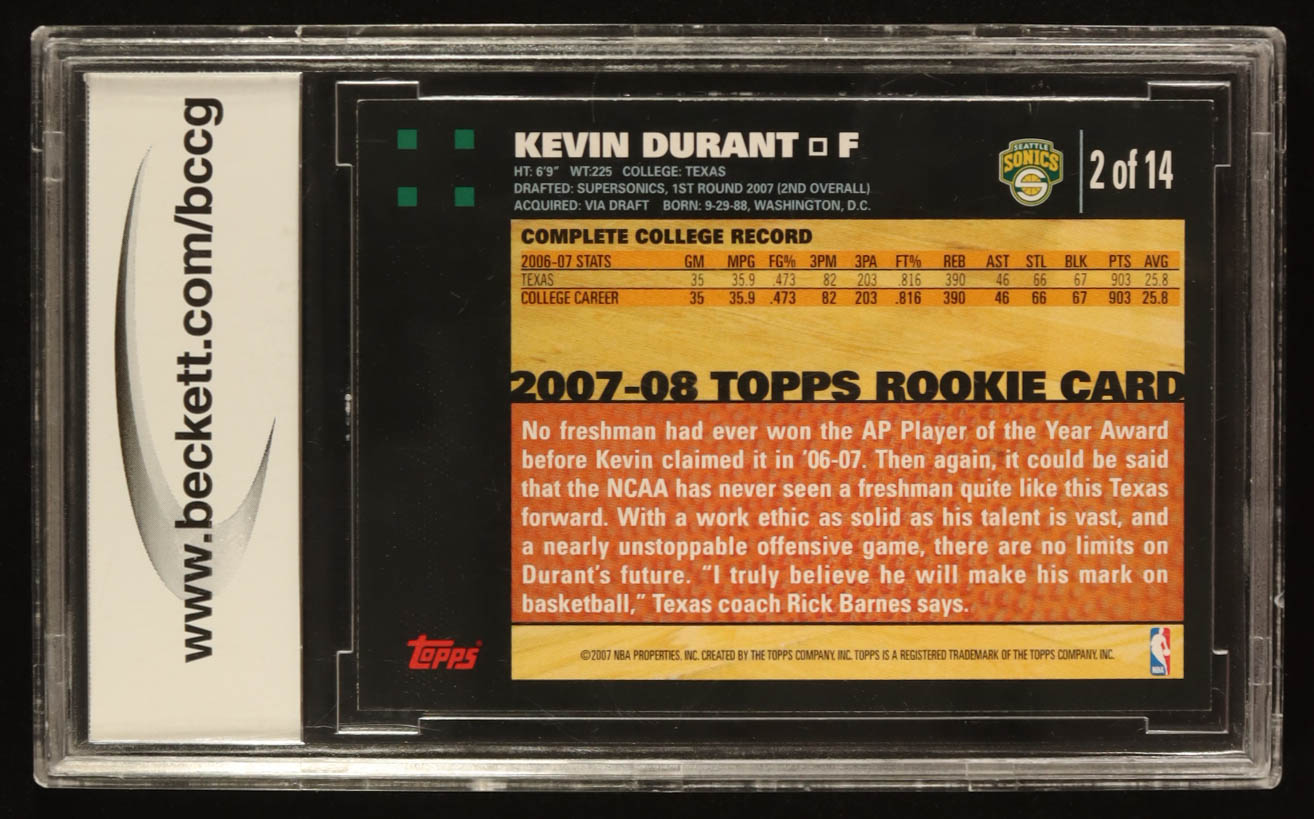 www.beckett.com/bccg
KEVIN DURANT □ F
HT: 6'9" WT:225 COLLEGE: TEXAS
DRAFTED: SUPERSONICS, 1ST ROUND 2007 (2ND OVERALL)
ACQUIRED: VIA DRAFT BORN: 9-29-88, WASHINGTON, D.C.
SEATTLE
SONICS
2 of 14
COMPLETE COLLEGE RECORD
2006-07 STATS GM MPG FG% 3PM 3PA FT% REB AST STL BLK PTS AVG
TEXAS 35 35.9 .473 82 203 .816 390 46 66 67 903 25.8
COLLEGE CAREER 35 35.9 .473 82 203 .816 390 46 66 67 903 25.8
2007-08 TOPPS ROOKIE CARD
No freshman had ever won the AP Player of the Year Award
before Kevin claimed it in '06-07. Then again, it could be said
that the NCAA has never seen a freshman quite like this Texas
forward. With a work ethic as solid as his talent is vast, and
a nearly unstoppable offensive game, there are no limits on
Durant's future. "I truly believe he will make his mark on
basketball," Texas coach Rick Barnes says.
Topps
©2007 NBA PROPERTIES, INC. CREATED BY THE TOPPS COMPANY, INC. TOPPS IS A REGISTERED TRADEMARK OF THE TOPPS COMPANY, INC.
NBA